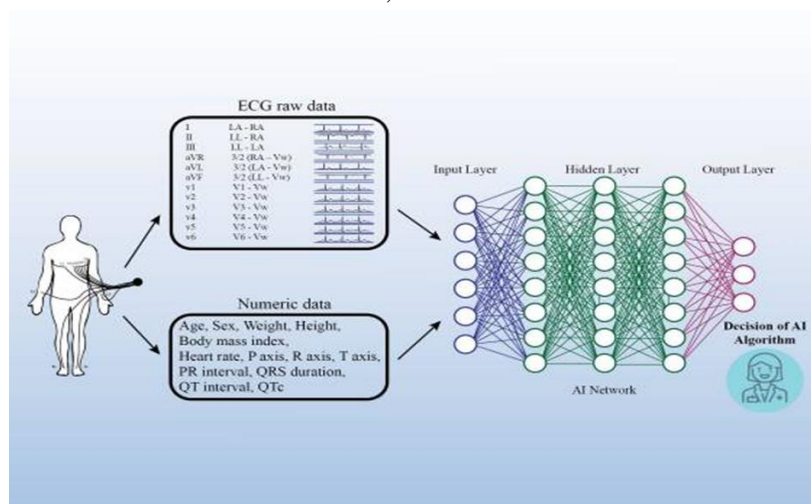 ECG raw data
I LA - RA
II LL - RA
III LL - LA
aVR 3/2 (RA - Vw)
aVL 3/2 (LA - Vw)
aVF 3/2 (LL - Vw)
v1 V1 - Vw
v2 V2 - Vw
v3 V3 - Vw
v4 V4 - Vw
v5 V5 - Vw
v6 V6 - Vw
Numeric data
Age, Sex, Weight, Height,
Body mass index,
Heart rate, P axis, R axis, T axis,
PR interval, QRS duration,
QT interval, QTc
Input Layer
Hidden Layer
Output Layer
AI Network
Decision of AI
Algorithm